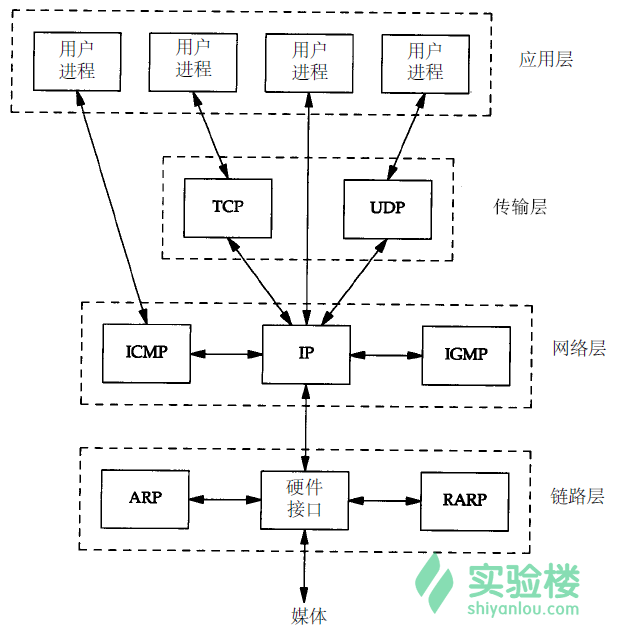 用户
进程
用户
进程
用户
进程
用户
进程
应用层
TCP
UDP
传输层
ICMP
IP
IGMP
网络层
ARP
硬件
接口
RARP
链路层
媒体
实验楼
shiyanlou.com